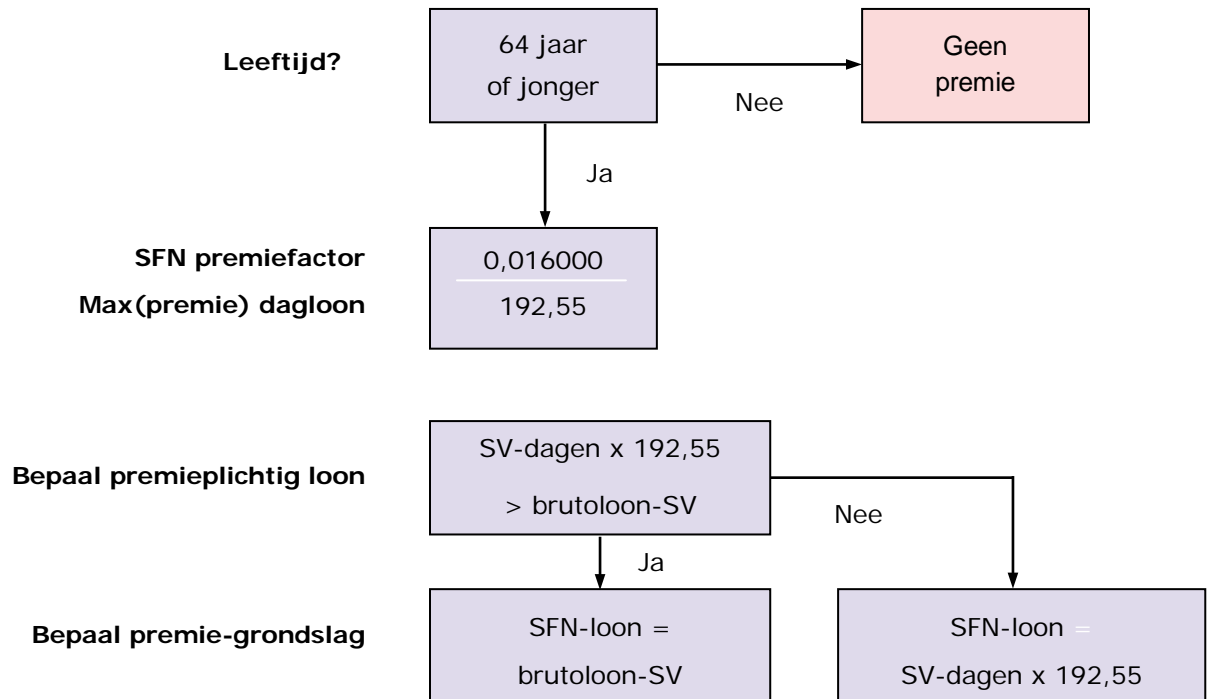 Leeftijd?
64 jaar
of jonger
Nee
Geen
premie
Ja
SFN premiefactor
0,016000
Max(premie) dagloon
192,55
Bepaal premieplichtig loon
SV-dagen x 192,55
> brutoloon-SV
Nee
Ja
Bepaal premie-grondslag
SFN-loon =
brutoloon-SV
SFN-loon =
SV-dagen x 192,55